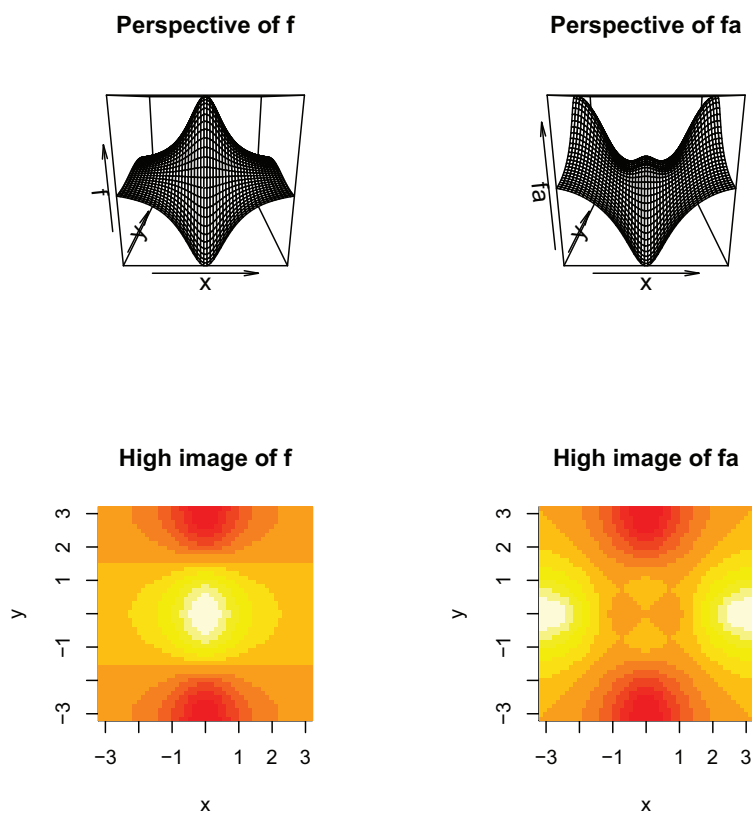 Perspective of f
Perspective of fa
f
y
x
fa
y
x
High image of f
High image of fa
3
2
1
−1
−3
y
−3
−1
1
2
3
x
3
2
1
−1
−3
y
−3
−1
1
2
3
x